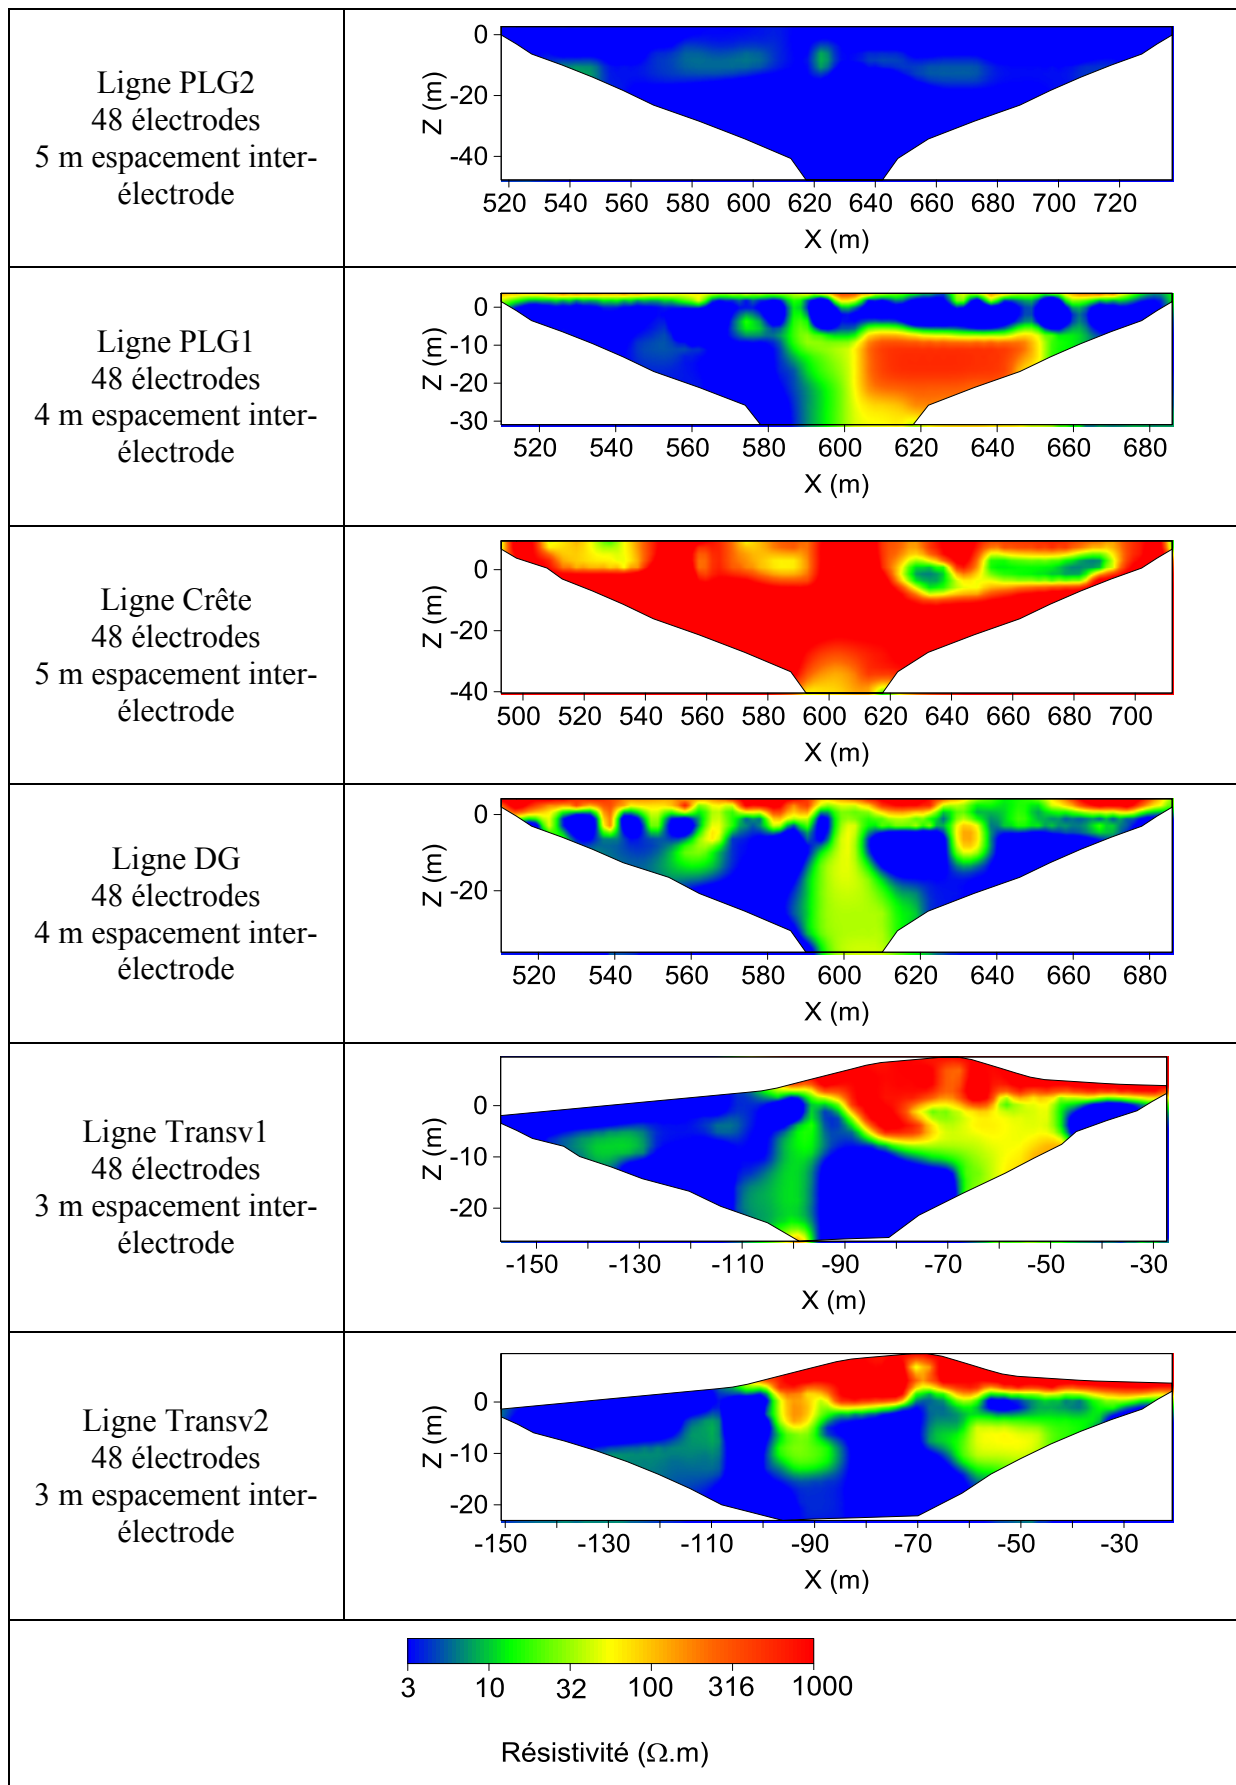 Ligne PLG2
48 électrodes
5 m espacement inter-
électrode
0
-20
-40
Z (m)
520 540 560 580 600 620 640 660 680 700 720
X (m)
Ligne PLG1
48 électrodes
4 m espacement inter-
électrode
0
-10
-20
-30
Z (m)
520 540 560 580 600 620 640 660 680
X (m)
Ligne Crête
48 électrodes
5 m espacement inter-
électrode
0
-20
-40
Z (m)
500 520 540 560 580 600 620 640 660 680 700
X (m)
Ligne DG
48 électrodes
4 m espacement inter-
électrode
0
-20
Z (m)
520 540 560 580 600 620 640 660 680
X (m)
Ligne Transv1
48 électrodes
3 m espacement inter-
électrode
0
-10
-20
Z (m)
-150 -130 -110 -90 -70 -50 -30
X (m)
Ligne Transv2
48 électrodes
3 m espacement inter-
électrode
0
-10
-20
Z (m)
-150 -130 -110 -90 -70 -50 -30
X (m)
3 10 32 100 316 1000
Résistivité (Ω.m)